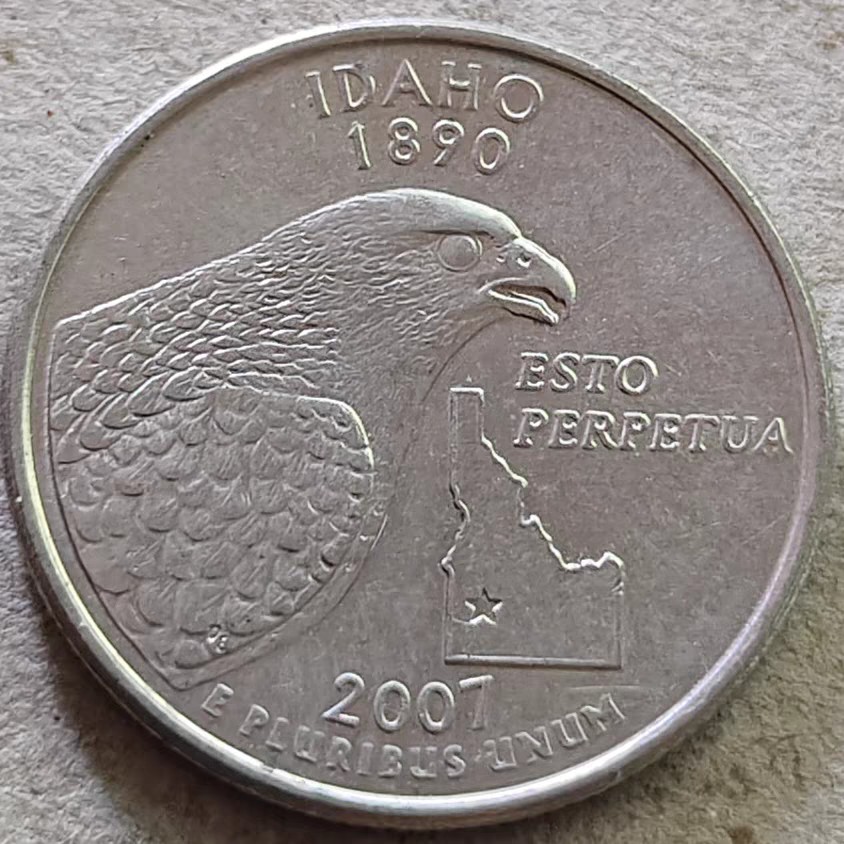 IDAHO
1890
ESTO
PERPETUA
2007
E PLURIBUS UNUM